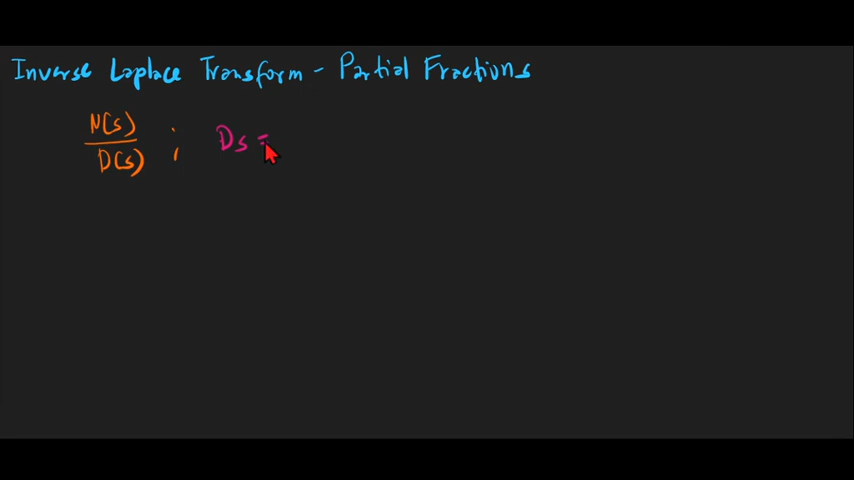 Inverse Laplace Transform - Partial Fractions
N(s)
; Ds =
D(s)